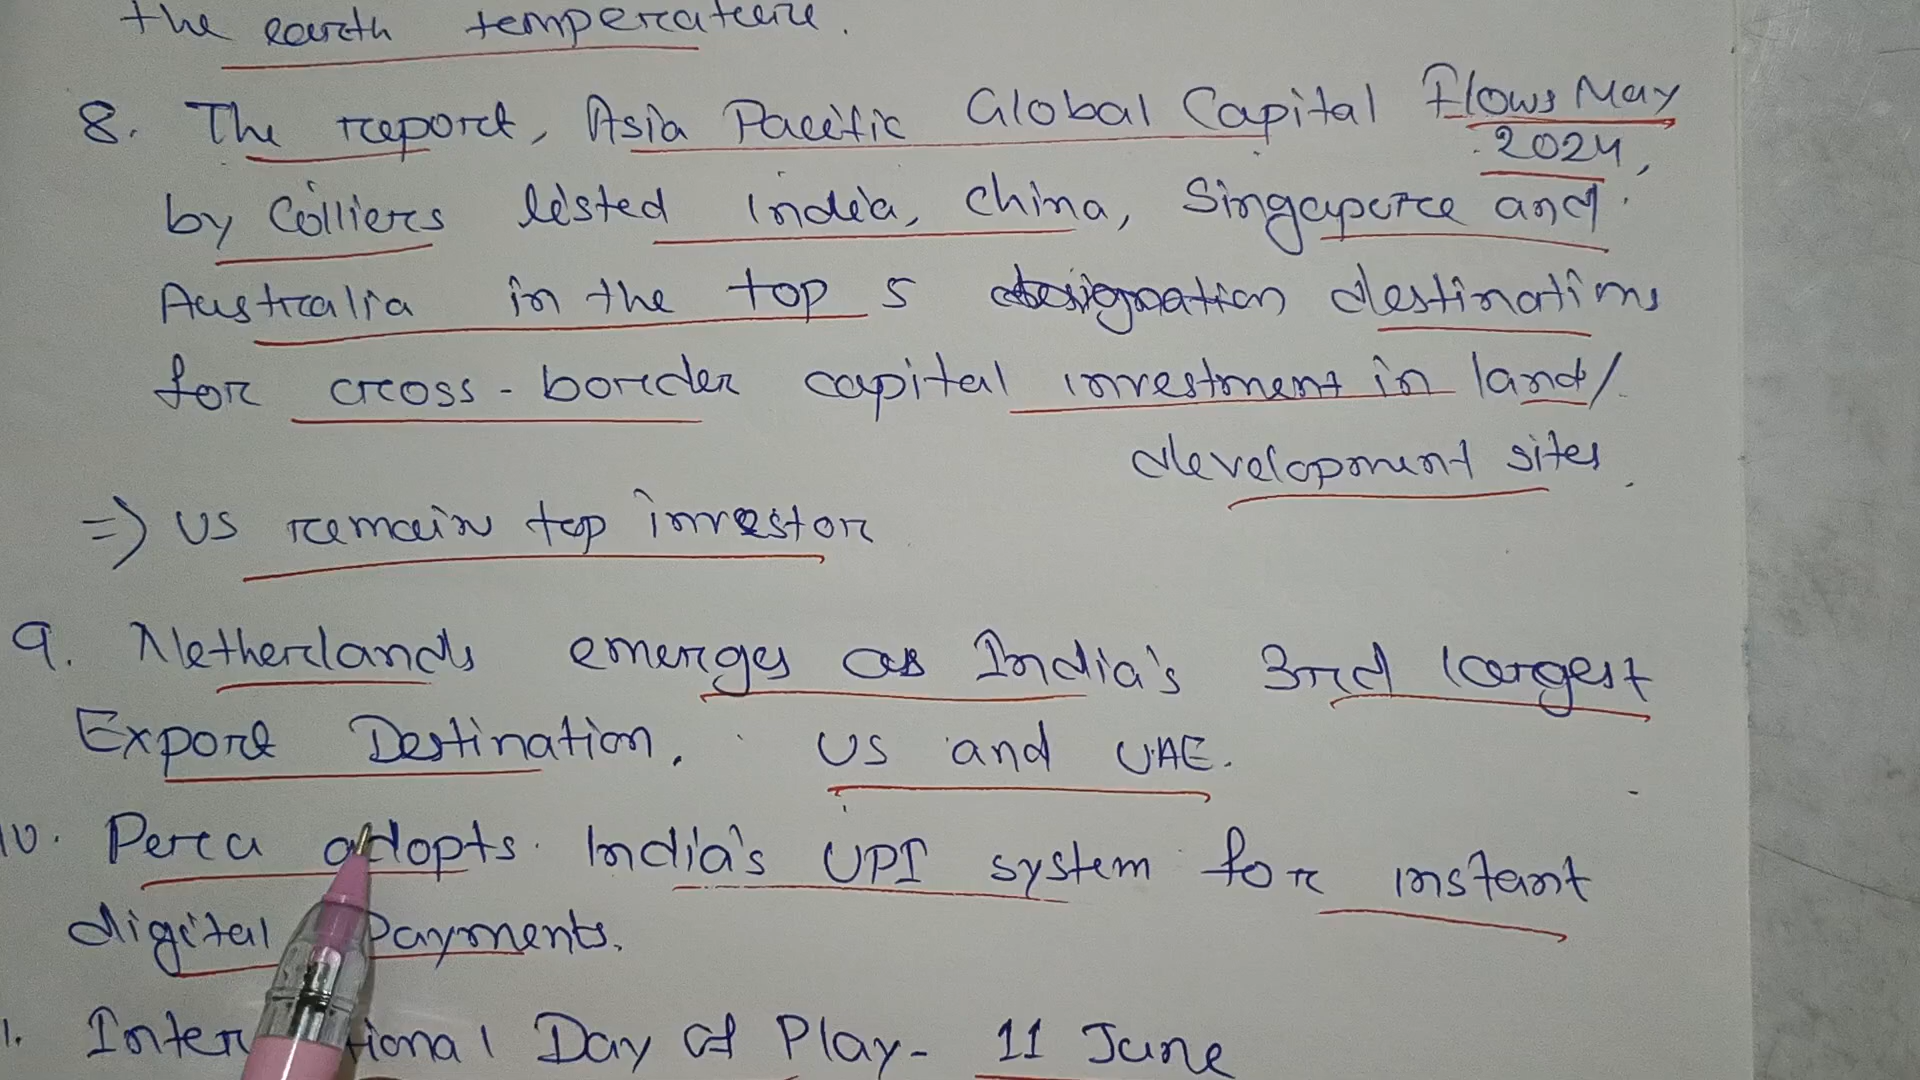 the earth temperature.
8. The report, Asia Pacific Global Capital Flows May
2024,
by Colliers listed India, China, Singapore and
Australia in the top 5 designation destinations
for cross-border capital investment in land/
development sites.
=> US remain top investor
9. Netherlands emerges as India's 3rd largest
Export Destination. US and UAE.
10. Peru adopts India's UPI system for instant
digital Payments.
1. International Day of Play- 11 June